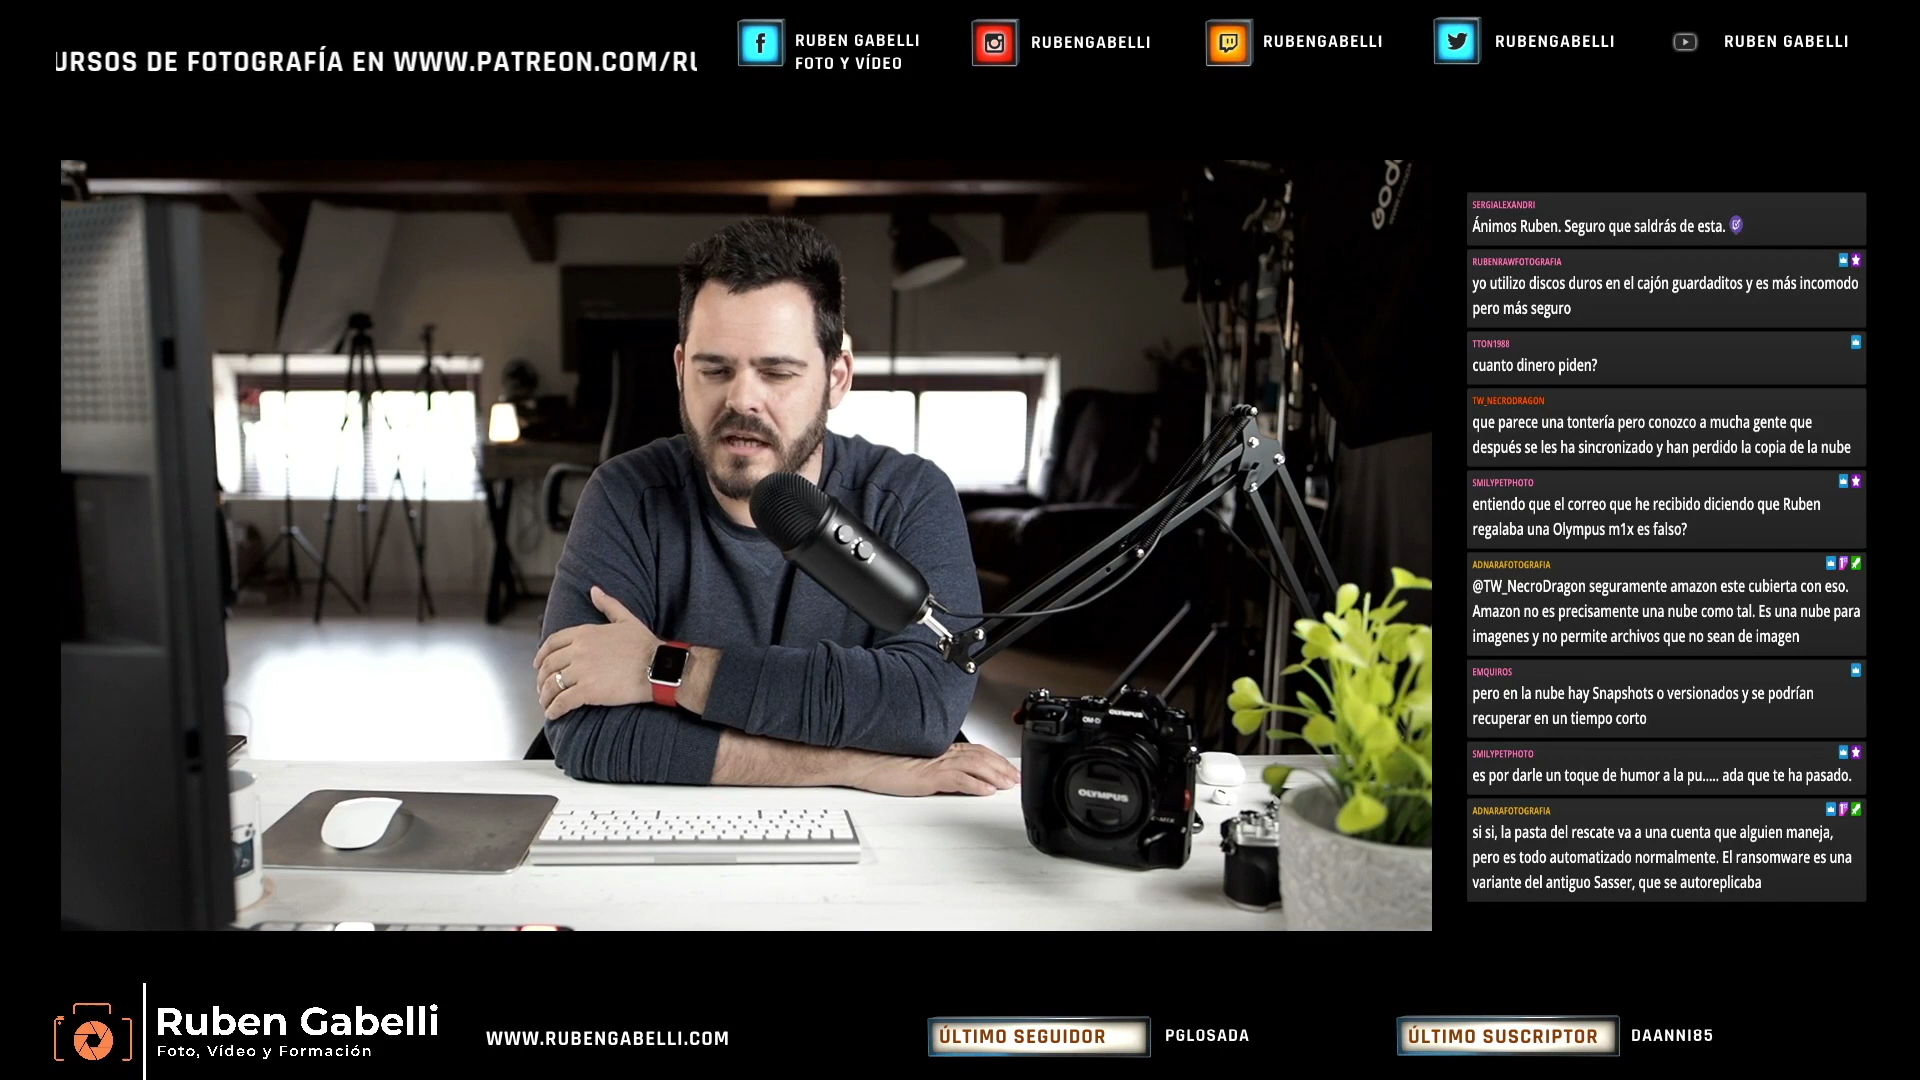 URSOS DE FOTOGRAFÍA EN WWW.PATREON.COM/RU
RUBEN GABELLI
FOTO Y VÍDEO
RUBENGABELLI
RUBENGABELLI
RUBENGABELLI
RUBEN GABELLI
SERGIALEXANDRI
Ánimos Ruben. Seguro que saldrás de esta.
RUBENRAWFOTOGRAFIA
yo utilizo discos duros en el cajón guardaditos y es más incomodo
pero más seguro
TTON1988
cuanto dinero piden?
TW_NECRODRAGON
que parece una tontería pero conozco a mucha gente que
después se les ha sincronizado y han perdido la copia de la nube
SMILYPETPHOTO
entiendo que el correo que he recibido diciendo que Ruben
regalaba una Olympus m1x es falso?
ADNARAFOTOGRAFIA
@TW_NecroDragon seguramente amazon este cubierta con eso.
Amazon no es precisamente una nube como tal. Es una nube para
imagenes y no permite archivos que no sean de imagen
EMQUIROS
pero en la nube hay Snapshots o versionados y se podrían
recuperar en un tiempo corto
SMILYPETPHOTO
es por darle un toque de humor a la pu..... ada que te ha pasado.
ADNARAFOTOGRAFIA
si si, la pasta del rescate va a una cuenta que alguien maneja,
pero es todo automatizado normalmente. El ransomware es una
variante del antiguo Sasser, que se autoreplicaba
OLYMPUS
OM-D
OLYMPUS
E-M1X
Ruben Gabelli
Foto, Vídeo y Formación
WWW.RUBENGABELLI.COM
ÚLTIMO SEGUIDOR
PGLOSADA
ÚLTIMO SUSCRIPTOR
DAANNI85